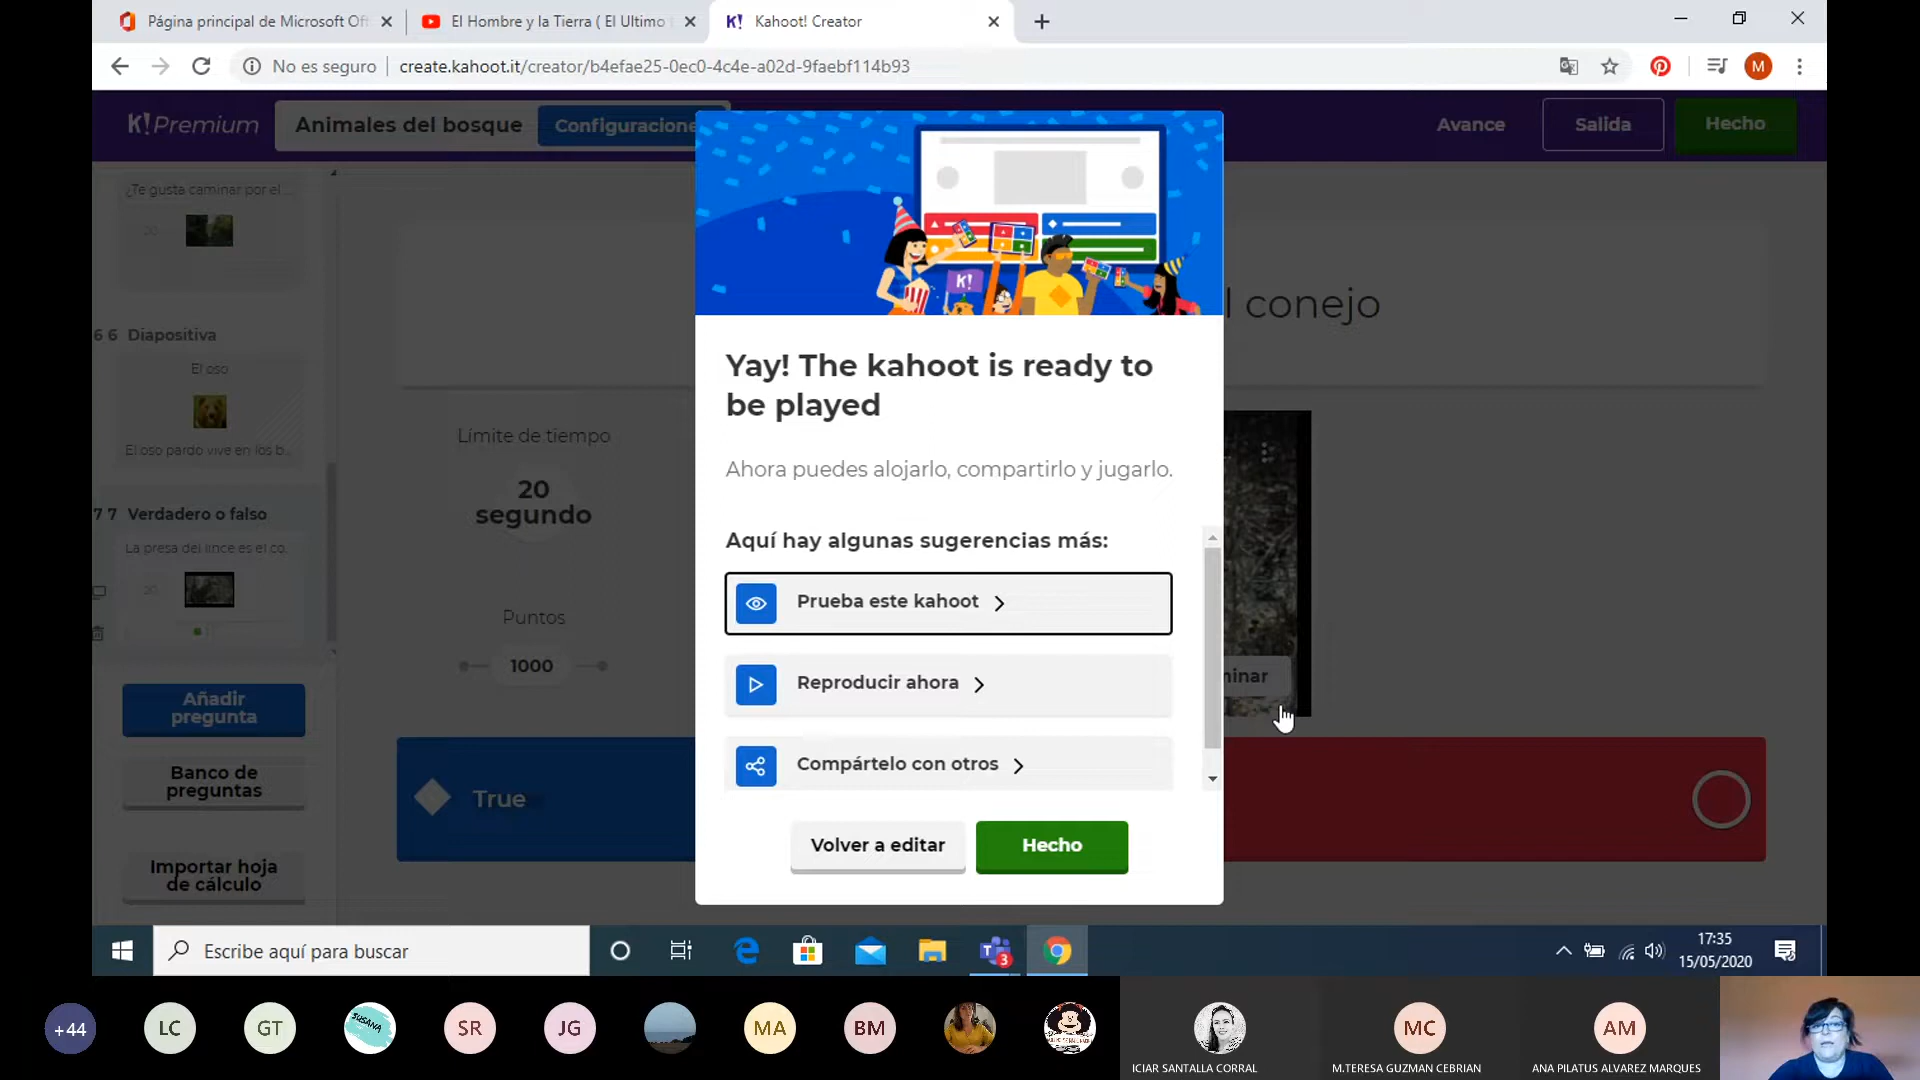 Página principal de Microsoft Off
El Hombre y la Tierra ( El Ultimo
K! Kahoot! Creator
No es seguro
create.kahoot.it/creator/b4efae25-0ec0-4c4e-a02d-9faebf114b93
M
K! Premium
Animales del bosque
Configuracione
Avance
Salida
Hecho
¿Te gusta caminar por el ...
20
6 6 Diapositiva
El oso
El oso pardo vive en los b...
7 7 Verdadero o falso
La presa del lince es el co...
20
Añadir
pregunta
Banco de
preguntas
Importar hoja
de cálculo
Límite de tiempo
20
segundo
Puntos
1000
l conejo
minar
True
K!
Yay! The kahoot is ready to
be played
Ahora puedes alojarlo, compartirlo y jugarlo.
Aquí hay algunas sugerencias más:
Prueba este kahoot
Reproducir ahora
Compártelo con otros
Volver a editar
Hecho
Escribe aquí para buscar
3
17:35
15/05/2020
+44
LC
GT
SUSANA
SR
JG
MA
BM
MC
AM
ICIAR SANTALLA CORRAL
M.TERESA GUZMAN CEBRIAN
ANA PILATUS ALVAREZ MARQUES